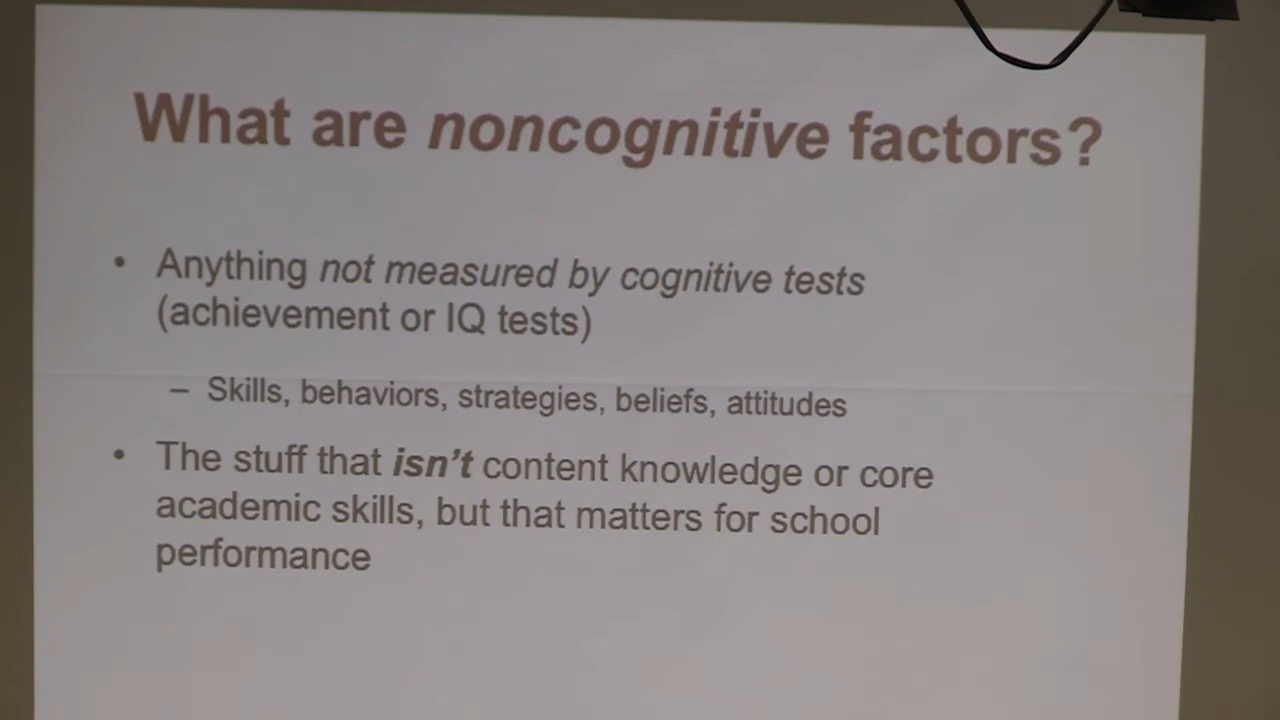 What are noncognitive factors?
• Anything not measured by cognitive tests
(achievement or IQ tests)
– Skills, behaviors, strategies, beliefs, attitudes
• The stuff that isn't content knowledge or core
academic skills, but that matters for school
performance